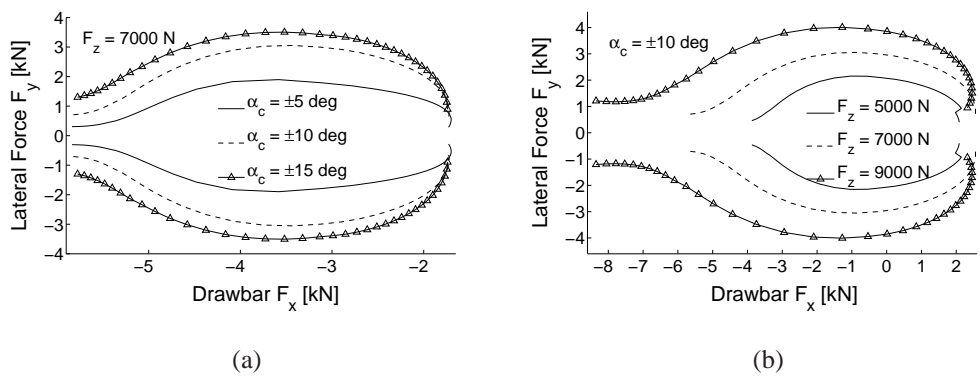 F_z = 7000 N
Lateral Force F_y [kN]
4
3
2
1
0
−1
−2
−3
−4
α_c = ±5 deg
α_c = ±10 deg
α_c = ±15 deg
−5
−4
−3
−2
Drawbar F_x [kN]
(a)
α_c = ±10 deg
Lateral Force F_y [kN]
4
3
2
1
0
−1
−2
−3
−4
F_z = 5000 N
F_z = 7000 N
F_z = 9000 N
−8
−7
−6
−5
−4
−3
−2
−1
0
1
2
Drawbar F_x [kN]
(b)